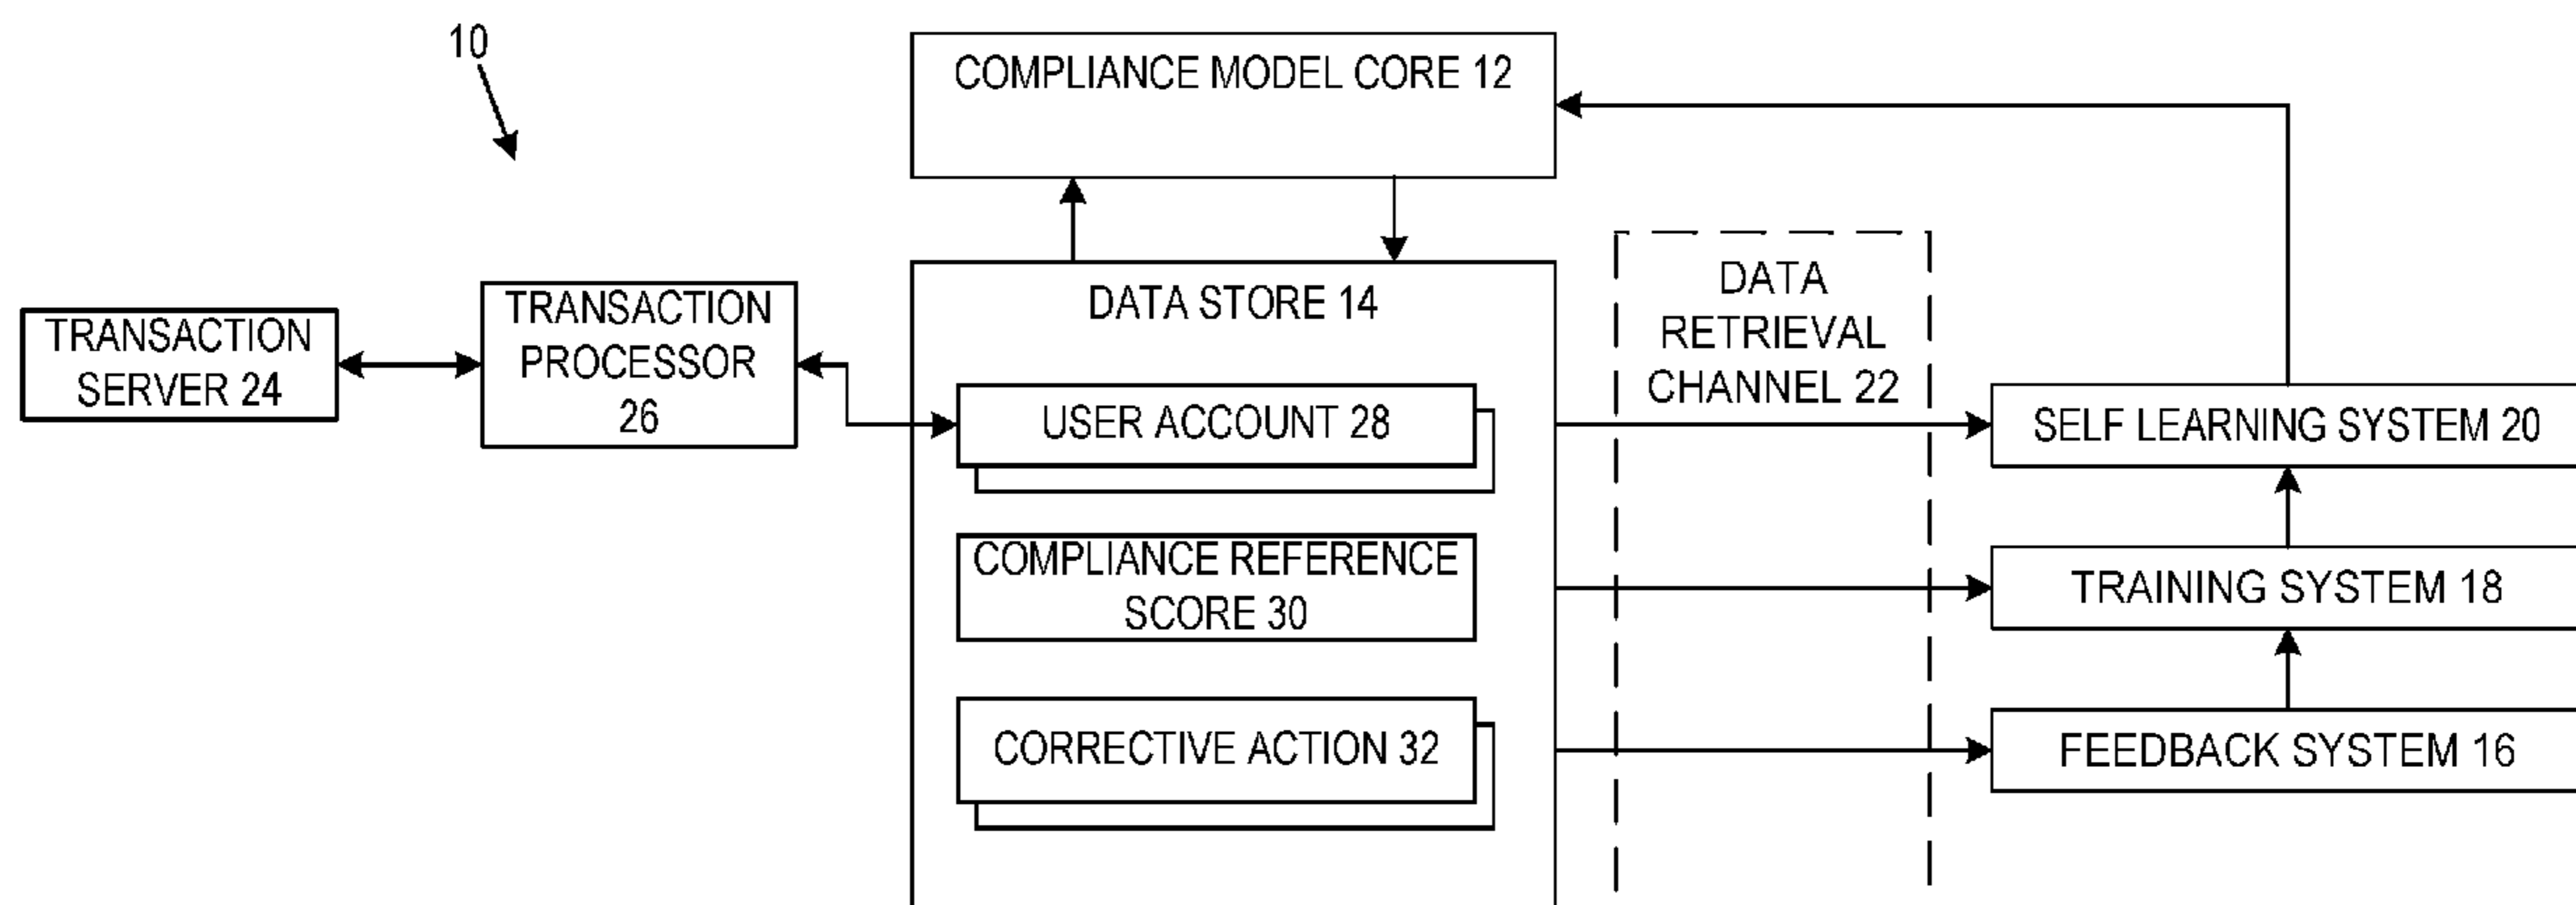 10
COMPLIANCE MODEL CORE 12
TRANSACTION
SERVER 24
TRANSACTION
PROCESSOR
26
DATA STORE 14
USER ACCOUNT 28
COMPLIANCE REFERENCE
SCORE 30
CORRECTIVE ACTION 32
DATA
RETRIEVAL
CHANNEL 22
SELF LEARNING SYSTEM 20
TRAINING SYSTEM 18
FEEDBACK SYSTEM 16